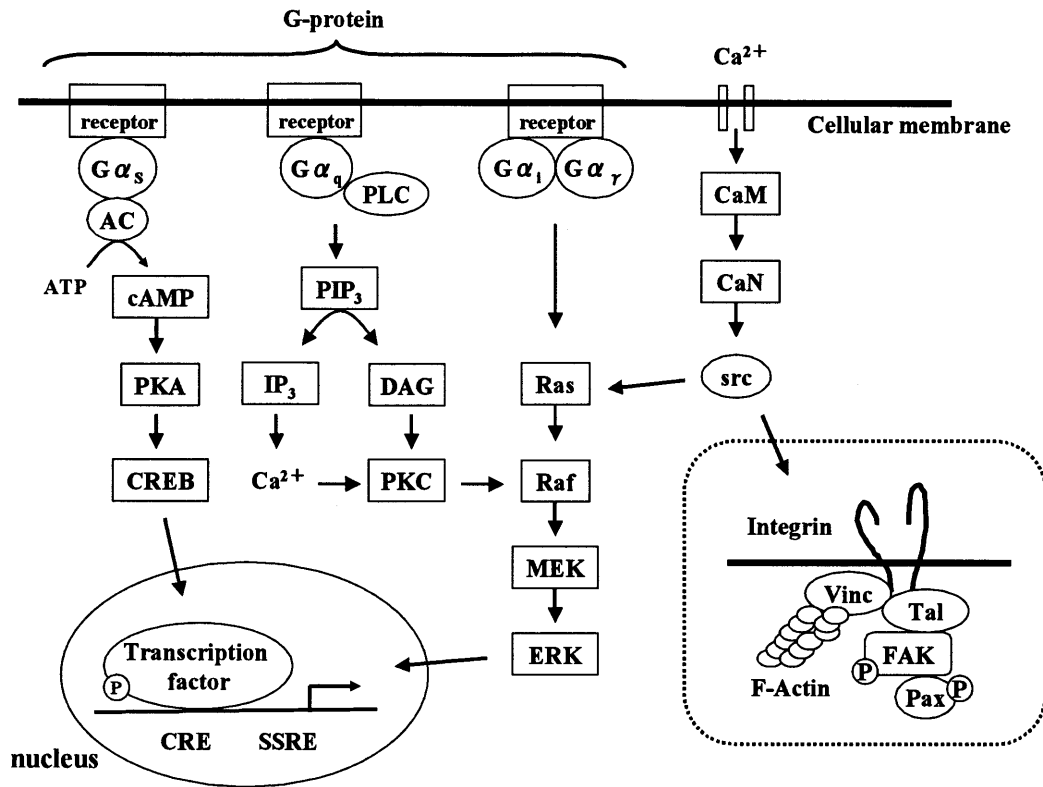 G-protein
Ca²⁺
receptor
receptor
receptor
Cellular membrane
Gαs
Gαq
PLC
Gαi
Gαγ
CaM
AC
ATP
cAMP
PIP₃
CaN
PKA
IP₃
DAG
Ras
src
CREB
Ca²⁺
PKC
Raf
Integrin
MEK
Vinc
Tal
Transcription
factor
P
ERK
FAK
P
F-Actin
Pax
P
CRE
SSRE
nucleus